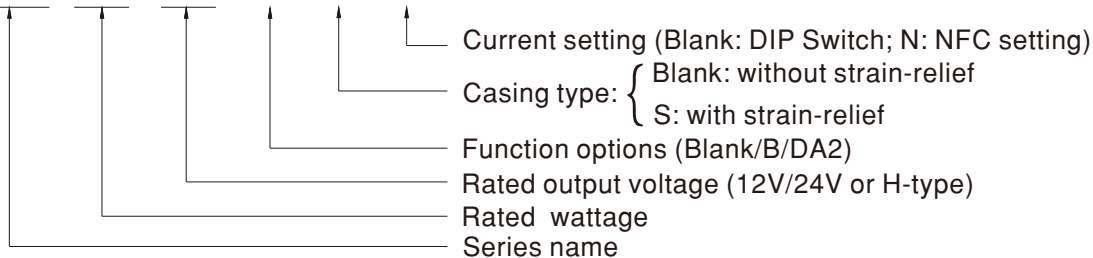 Current setting (Blank: DIP Switch; N: NFC setting)
Casing type: { Blank: without strain-relief
S: with strain-relief
Function options (Blank/B/DA2)
Rated output voltage (12V/24V or H-type)
Rated wattage
Series name